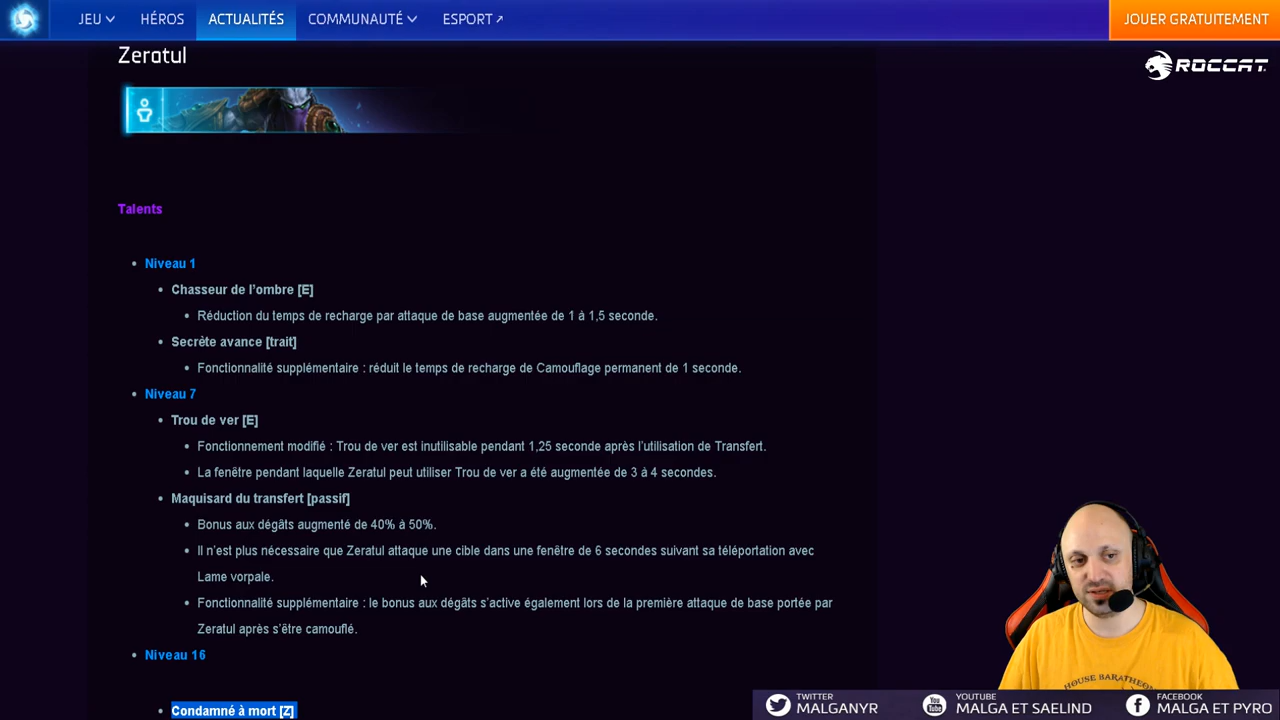 JEU HÉROS ACTUALITÉS COMMUNAUTÉ ESPORT JOUER GRATUITEMENT
Zeratul
ROCCAT
Talents
Niveau 1
Chasseur de l'ombre [E]
Réduction du temps de recharge par attaque de base augmentée de 1 à 1,5 seconde.
Secrète avance [trait]
Fonctionnalité supplémentaire : réduit le temps de recharge de Camouflage permanent de 1 seconde.
Niveau 7
Trou de ver [E]
Fonctionnement modifié : Trou de ver est inutilisable pendant 1,25 seconde après l'utilisation de Transfert.
La fenêtre pendant laquelle Zeratul peut utiliser Trou de ver a été augmentée de 3 à 4 secondes.
Maquisard du transfert [passif]
Bonus aux dégâts augmenté de 40% à 50%.
Il n'est plus nécessaire que Zeratul attaque une cible dans une fenêtre de 6 secondes suivant sa téléportation avec
Lame vorpale.
Fonctionnalité supplémentaire : le bonus aux dégâts s'active également lors de la première attaque de base portée par
Zeratul après s'être camouflé.
Niveau 16
Condamné à mort [Z]
HOUSE BARATHEON
TWITTER
MALGANYR
YOUTUBE
MALGA ET SAELIND
FACEBOOK
MALGA ET PYRO